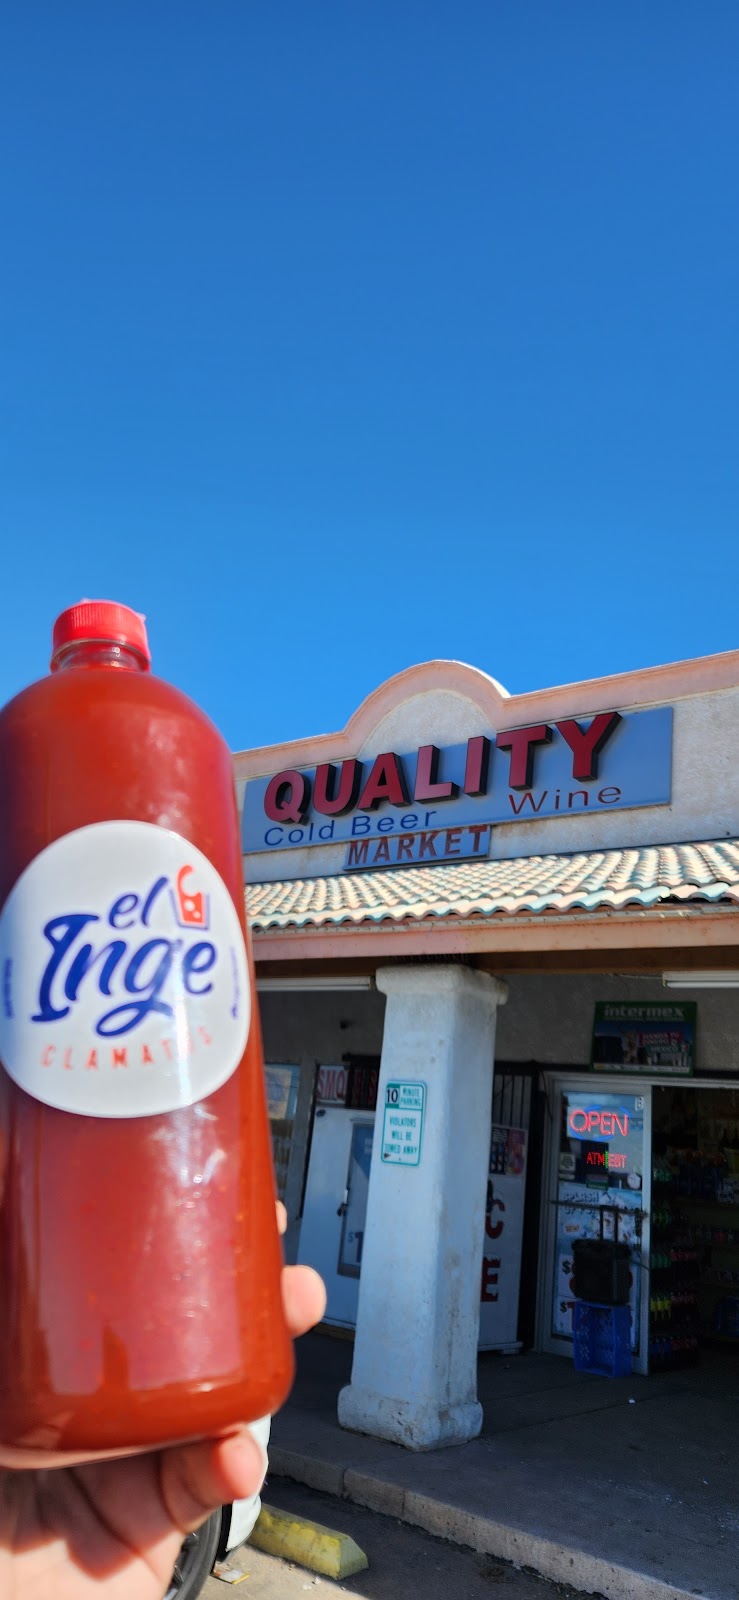 QUALITY
Cold Beer Wine
MARKET
el
Inge
CLAMATOS
intermex
10 MINUTE
PARKING
VIOLATORS
WILL BE
TOWED AWAY
OPEN
ATM EBT